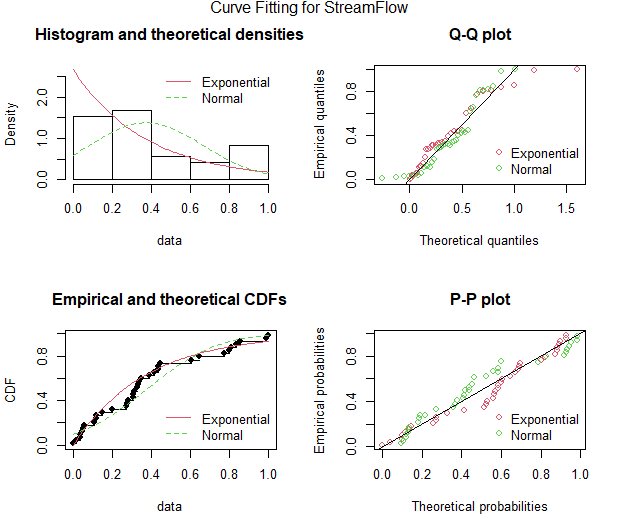 Curve Fitting for StreamFlow
Histogram and theoretical densities
Density
0.0 1.0 2.0
Exponential
Normal
0.0 0.2 0.4 0.6 0.8 1.0
data
Q-Q plot
Empirical quantiles
0.0 0.4 0.8
Exponential
Normal
0.0 0.5 1.0 1.5
Theoretical quantiles
Empirical and theoretical CDFs
CDF
0.0 0.4 0.8
Exponential
Normal
0.0 0.2 0.4 0.6 0.8 1.0
data
P-P plot
Empirical probabilities
0.0 0.4 0.8
Exponential
Normal
0.0 0.2 0.4 0.6 0.8 1.0
Theoretical probabilities